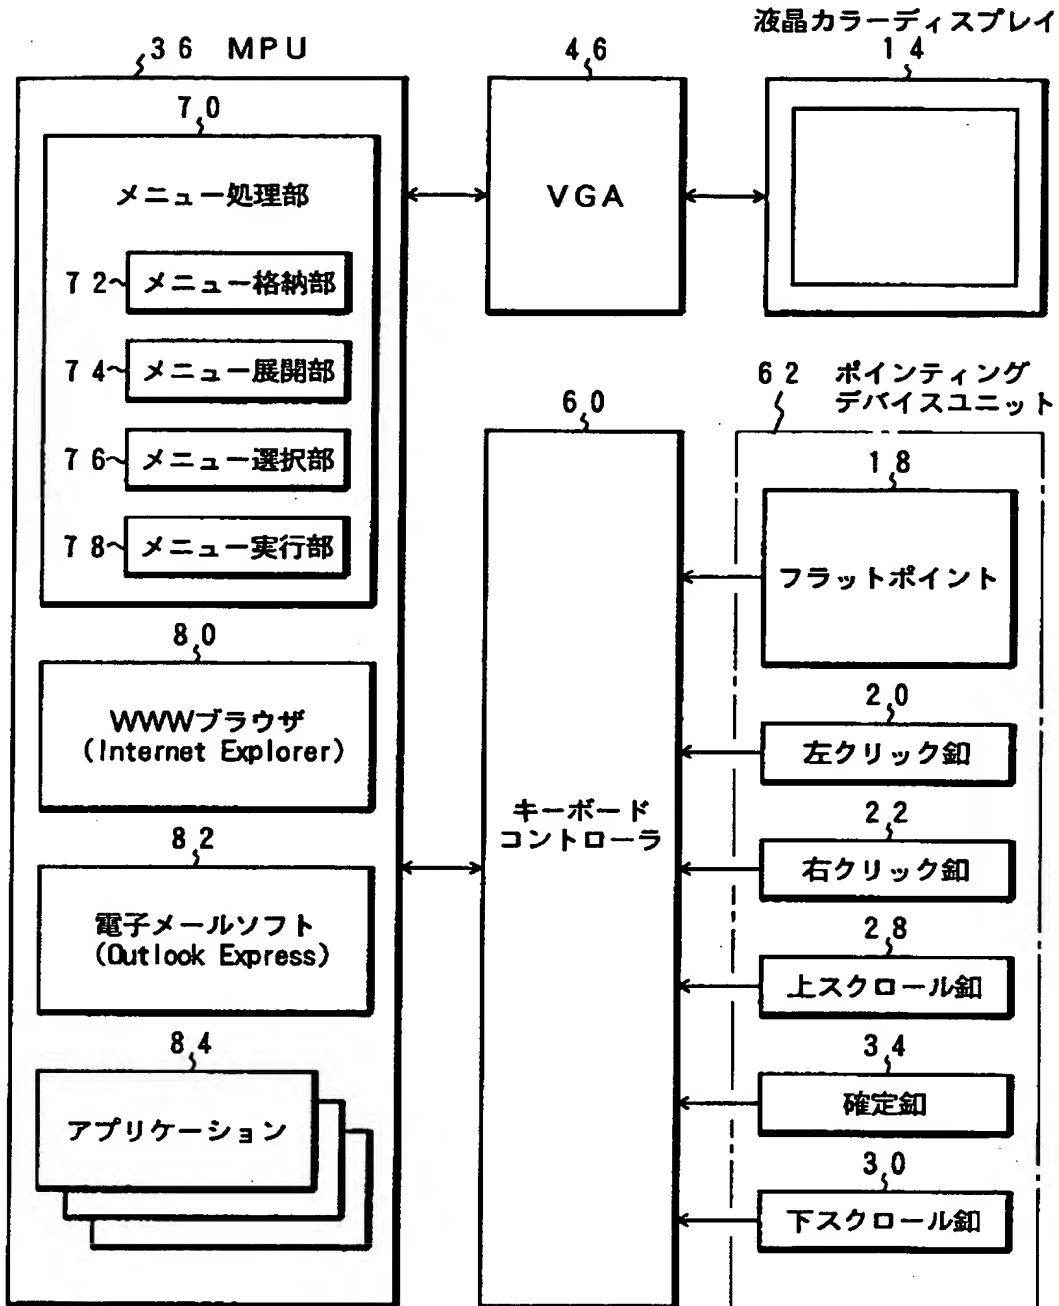 液晶カラーディスプレイ
36 MPU
46
14
70
メニュー処理部
VGA
72 メニュー格納部
74 メニュー展開部
76 メニュー選択部
78 メニュー実行部
62 ポインティング
デバイスユニット
60
18
フラットポイント
80
WWWブラウザ
(Internet Explorer)
20
左クリック釦
キーボード
コントローラ
22
右クリック釦
82
電子メールソフト
(Outlook Express)
28
上スクロール釦
84
アプリケーション
34
確定釦
30
下スクロール釦